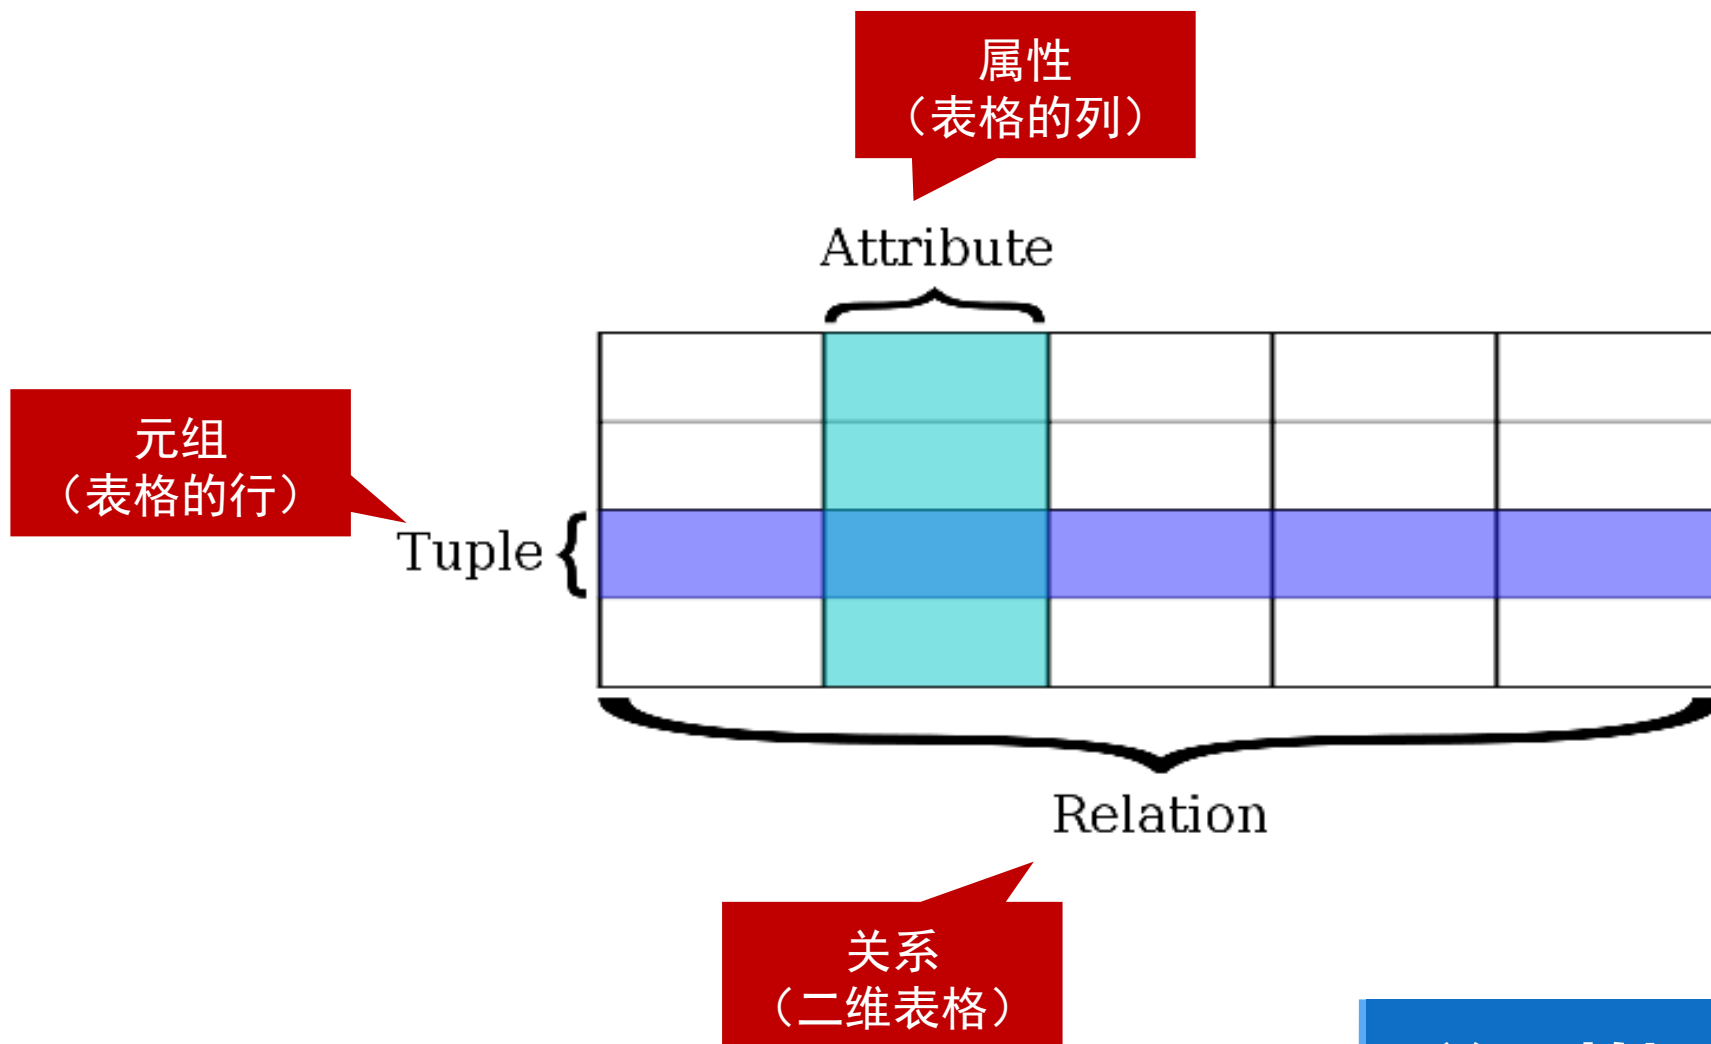 属性
（表格的列）
Attribute
元组
（表格的行）
Tuple
Relation
关系
（二维表格）